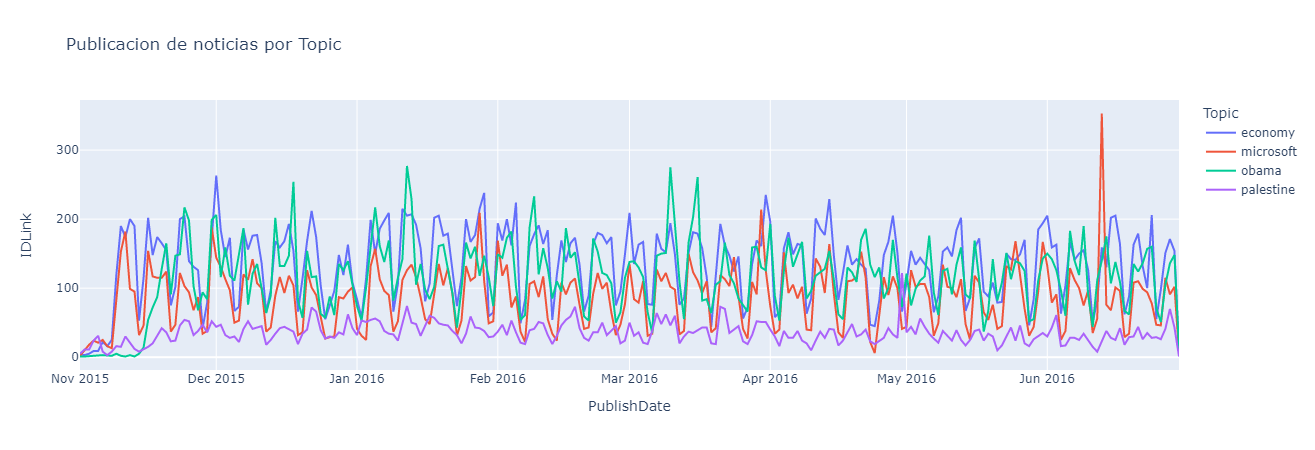 Publicacion de noticias por Topic
Topic
economy
microsoft
obama
palestine
IDLink
300
200
100
0
Nov 2015
Dec 2015
Jan 2016
Feb 2016
Mar 2016
Apr 2016
May 2016
Jun 2016
PublishDate